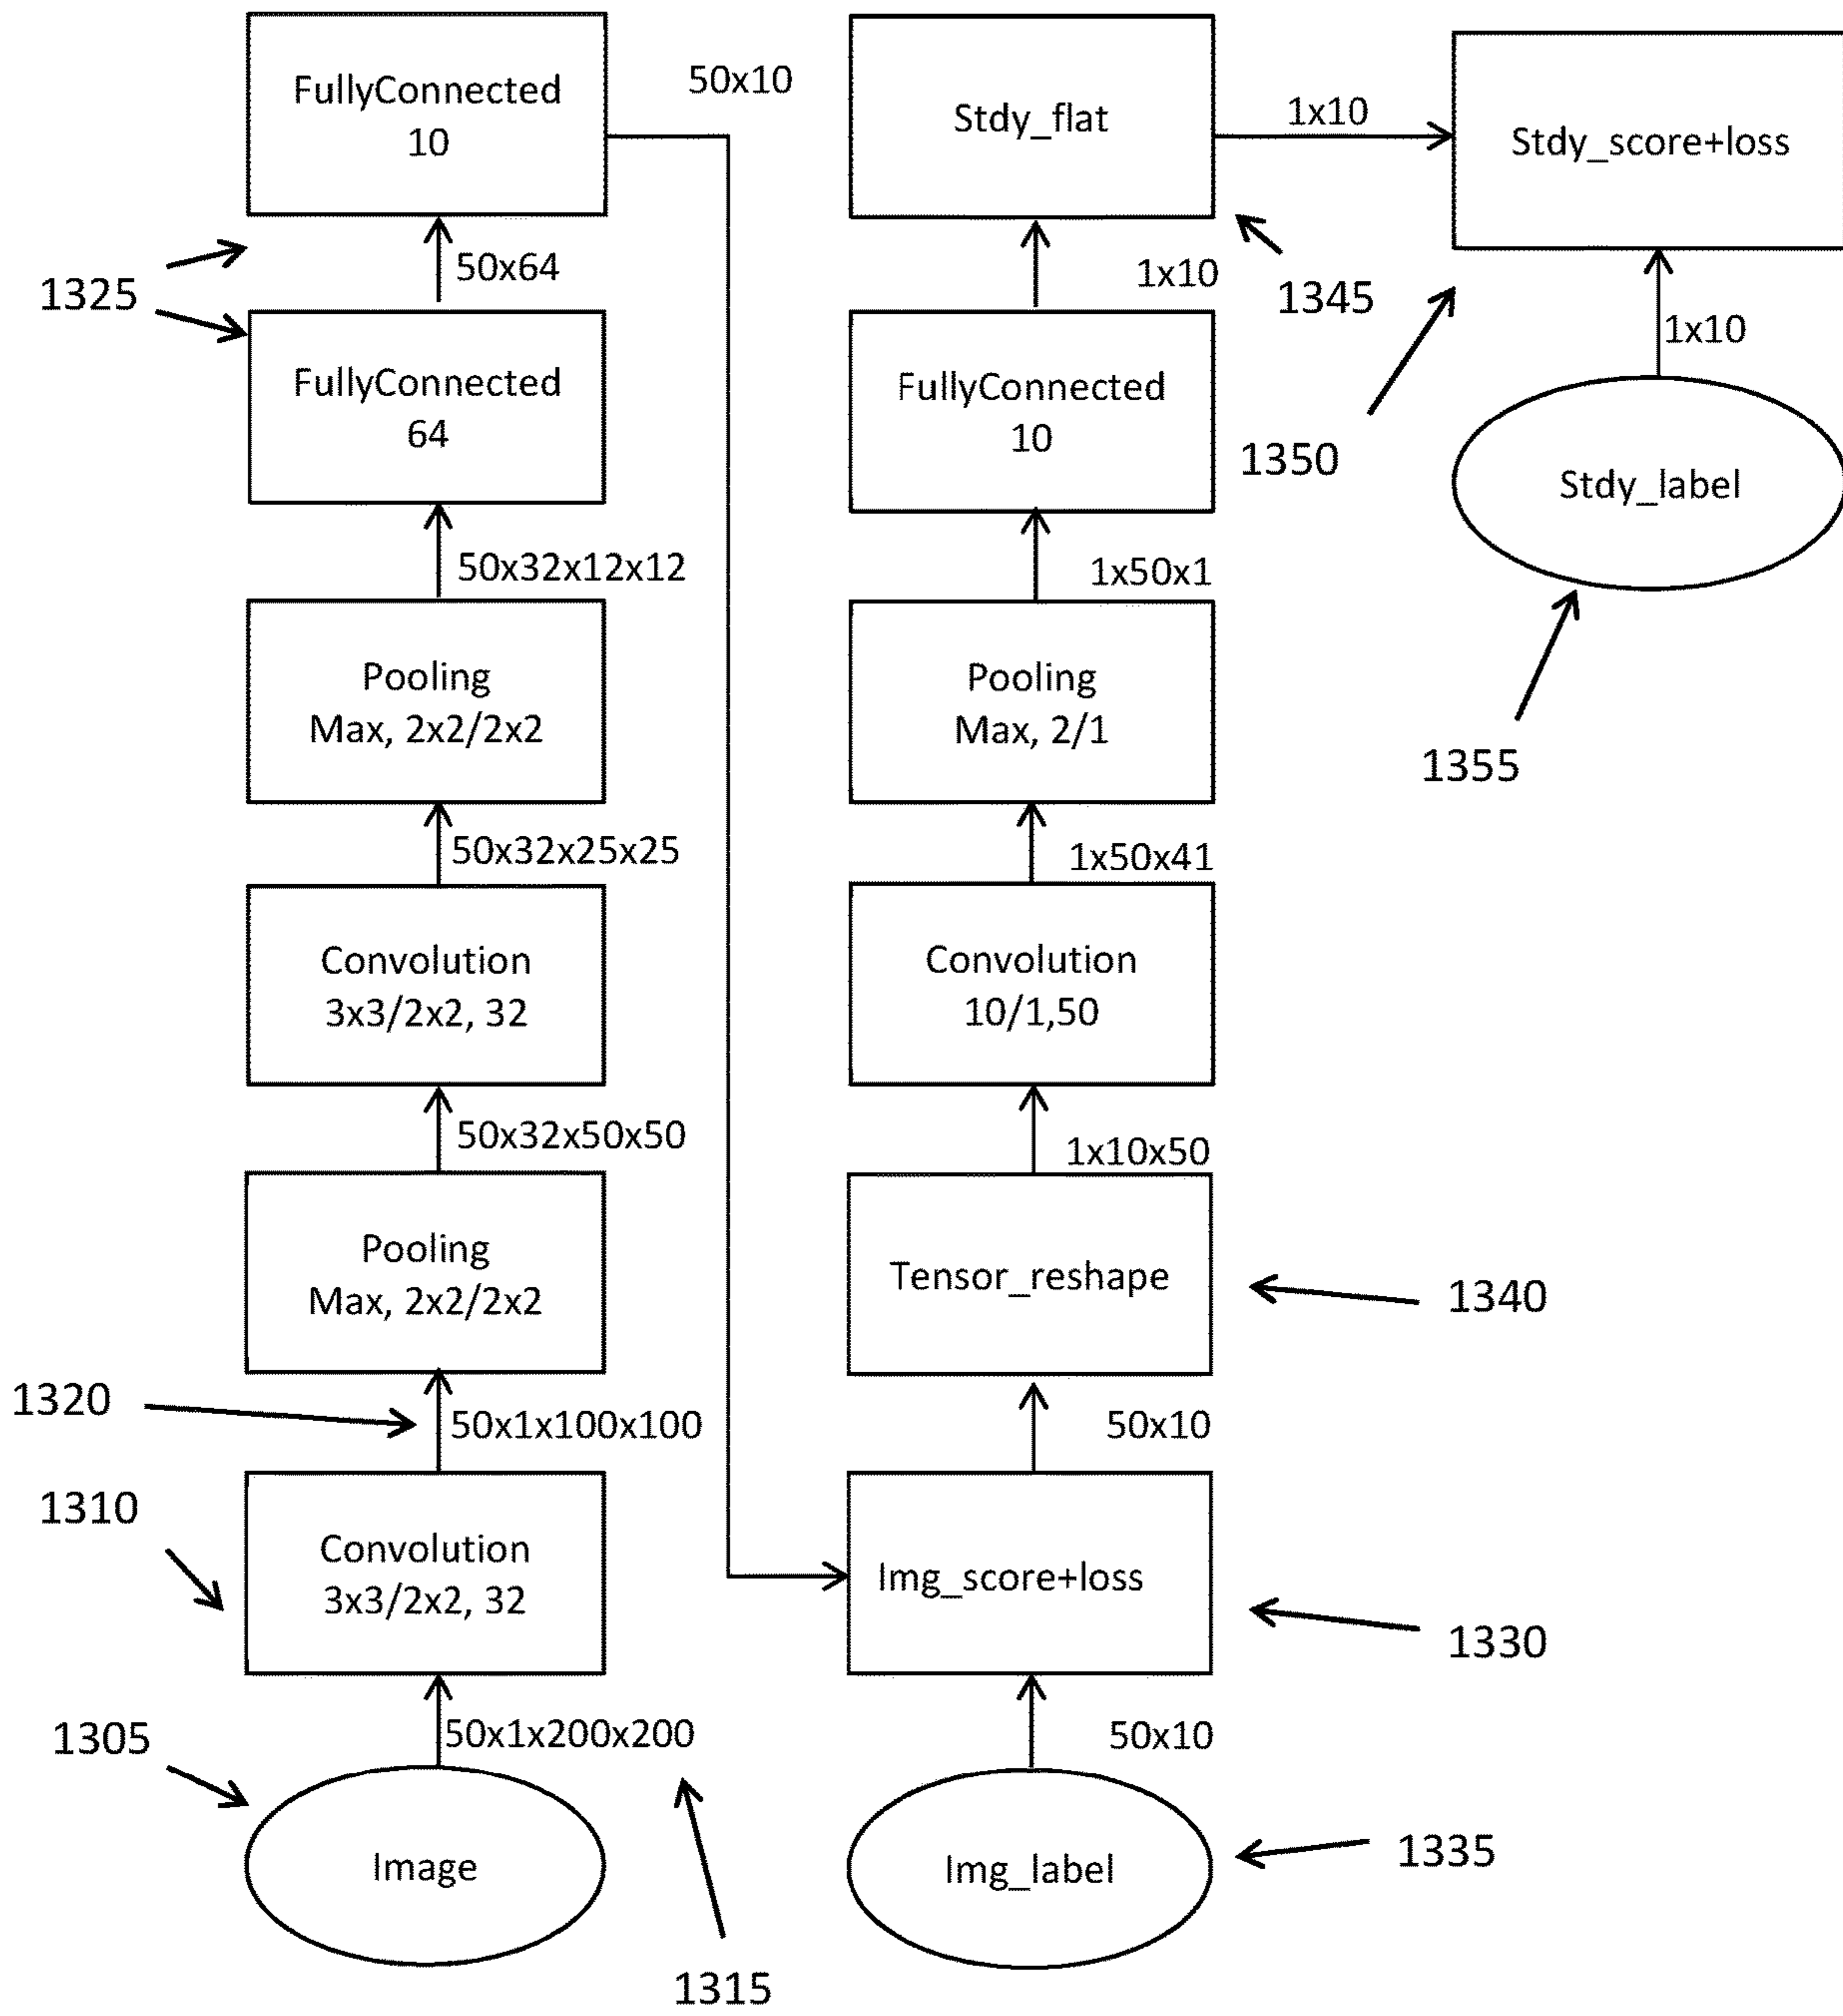 FullyConnected
10
50x10
Stdy_flat
1x10
Stdy_score+loss
1325
50x64
1x10
1345
1x10
FullyConnected
64
FullyConnected
10
1350
Stdy_label
50x32x12x12
1x50x1
Pooling
Max, 2x2/2x2
Pooling
Max, 2/1
1355
50x32x25x25
1x50x41
Convolution
3x3/2x2, 32
Convolution
10/1,50
50x32x50x50
1x10x50
Pooling
Max, 2x2/2x2
Tensor_reshape
1340
1320
50x1x100x100
50x10
1310
Convolution
3x3/2x2, 32
Img_score+loss
1330
1305
50x1x200x200
50x10
Image
Img_label
1335
1315